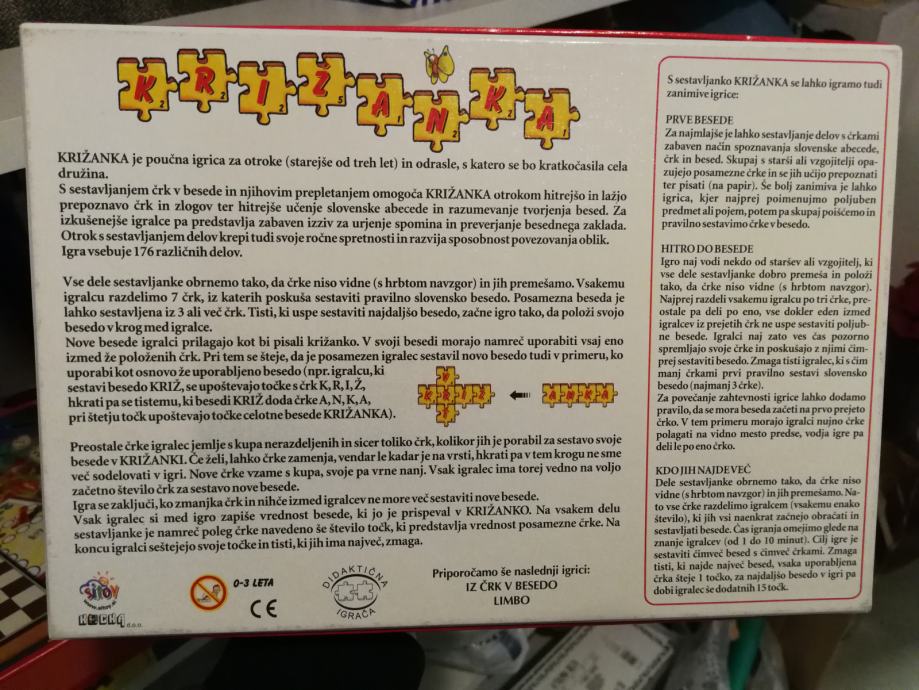 KRIŽANKA
2 2 2 5 1 2 2 1
KRIŽANKA je poučna igrica za otroke (starejše od treh let) in odrasle, s katero se bo kratkočasila cela
družina.
S sestavljanjem črk v besede in njihovim prepletanjem omogoča KRIŽANKA otrokom hitrejšo in lažjo
prepoznavo črk in zlogov ter hitrejše učenje slovenske abecede in razumevanje tvorjenja besed. Za
izkušenejše igralce pa predstavlja zabaven izziv za urjenje spomina in preverjanje besednega zaklada.
Otrok s sestavljanjem delov krepi tudi svoje ročne spretnosti in razvija sposobnost povezovanja oblik.
Igra vsebuje 176 različnih delov.
Vse dele sestavljanke obrnemo tako, da črke niso vidne (s hrbtom navzgor) in jih premešamo. Vsakemu
igralcu razdelimo 7 črk, iz katerih poskuša sestaviti pravilno slovensko besedo. Posamezna beseda je
lahko sestavljena iz 3 ali več črk. Tisti, ki uspe sestaviti najdaljšo besedo, začne igro tako, da položi svojo
besedo v krog med igralce.
Nove besede igralci prilagajo kot bi pisali križanko. V svoji besedi morajo namreč uporabiti vsaj eno
izmed že položenih črk. Pri tem se šteje, da je posamezen igralec sestavil novo besedo tudi v primeru, ko
uporabi kot osnovo že uporabljeno besedo (npr. igralcu, ki
sestavi besedo KRIŽ, se upoštevajo točke s črk K, R, I, Ž,
hkrati pa se tistemu, ki besedi KRIŽ doda črke A, N, K, A,
pri štetju točk upoštevajo točke celotne besede KRIŽANKA).
K
KRIŽ
ANKA
Preostale črke igralec jemlje s kupa nerazdeljenih in sicer toliko črk, kolikor jih je porabil za sestavo svoje
besede v KRIŽANKI. Če želi, lahko črke zamenja, vendar le kadar je na vrsti, hkrati pa v tem krogu ne sme
več sodelovati v igri. Nove črke vzame s kupa, svoje pa vrne nanj. Vsak igralec ima torej vedno na voljo
začetno število črk za sestavo nove besede.
Igra se zaključi, ko zmanjka črk in nihče izmed igralcev ne more več sestaviti nove besede.
Vsak igralec si med igro zapiše vrednost besede, ki jo je prispeval v KRIŽANKO. Na vsakem delu
sestavljanke je namreč poleg črke navedeno še število točk, ki predstavlja vrednost posamezne črke. Na
koncu igralci seštejejo svoje točke in tisti, ki jih ima največ, zmaga.
sitoy
www.sitoy.si
KOCKA d.o.o.
0-3 LETA
CE
DIDAKTIČNA
IGRAČA
Priporočamo še naslednji igrici:
IZ ČRK V BESEDO
LIMBO
S sestavljanko KRIŽANKA se lahko igramo tudi
zanimive igrice:
PRVE BESEDE
Za najmlajše je lahko sestavljanje delov s črkami
zabaven način spoznavanja slovenske abecede,
črk in besed. Skupaj s starši ali vzgojitelji opa-
zujejo posamezne črke in se jih učijo prepoznati
ter pisati (na papir). Še bolj zanimiva je lahko
igrica, kjer najprej poimenujmo poljuben
predmet ali pojem, potem pa skupaj poiščemo in
pravilno sestavimo črke v besedo.
HITRO DO BESEDE
Igro naj vodi nekdo od staršev ali vzgojitelj, ki
vse dele sestavljanke dobro premeša in položi
tako, da črke niso vidne (s hrbtom navzgor).
Najprej razdeli vsakemu igralcu po tri črke, pre-
ostale pa deli po eno, vse dokler eden izmed
igralcev iz prejetih črk ne uspe sestaviti poljub-
ne besede. Igralci naj zato ves čas pozorno
spremljajo svoje črke in poskušajo z njimi čim-
prej sestaviti besedo. Zmaga tisti igralec, ki s čim
manj črkami prvi pravilno sestavi slovensko
besedo (najmanj 3 črke).
Za povečanje zahtevnosti igrice lahko dodamo
pravilo, da se mora beseda začeti na prvo prejeto
črko. V tem primeru morajo igralci nujno črke
polagati na vidno mesto predse, vodja igre pa
deli le po eno črko.
KDO JIH NAJDE VEČ
Dele sestavljanke obrnemo tako, da črke niso
vidne (s hrbtom navzgor) in jih premešamo. Na-
to vse črke razdelimo igralcem (vsakemu enako
število), ki jih vsi naenkrat začnejo obračati in
sestavljati besede. Čas igranja omejimo glede na
znanje igralcev (od 1 do 10 minut). Cilj igre je
sestaviti čimveč besed s čimveč črkami. Zmaga
tisti, ki najde največ besed, vsaka uporabljena
črka šteje 1 točko, za najdaljšo besedo v igri pa
dobi igralec še dodatnih 15 točk.